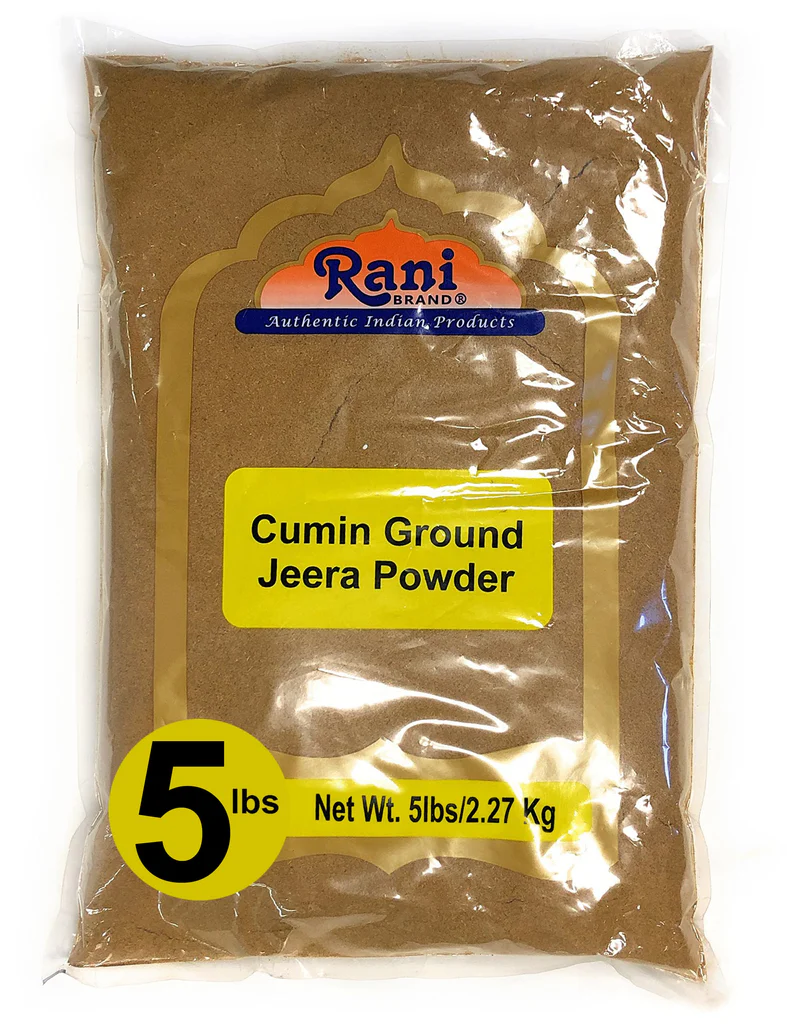 Rani
BRAND®
Authentic Indian Products
Cumin Ground
Jeera Powder
5 lbs
Net Wt. 5lbs/2.27 Kg